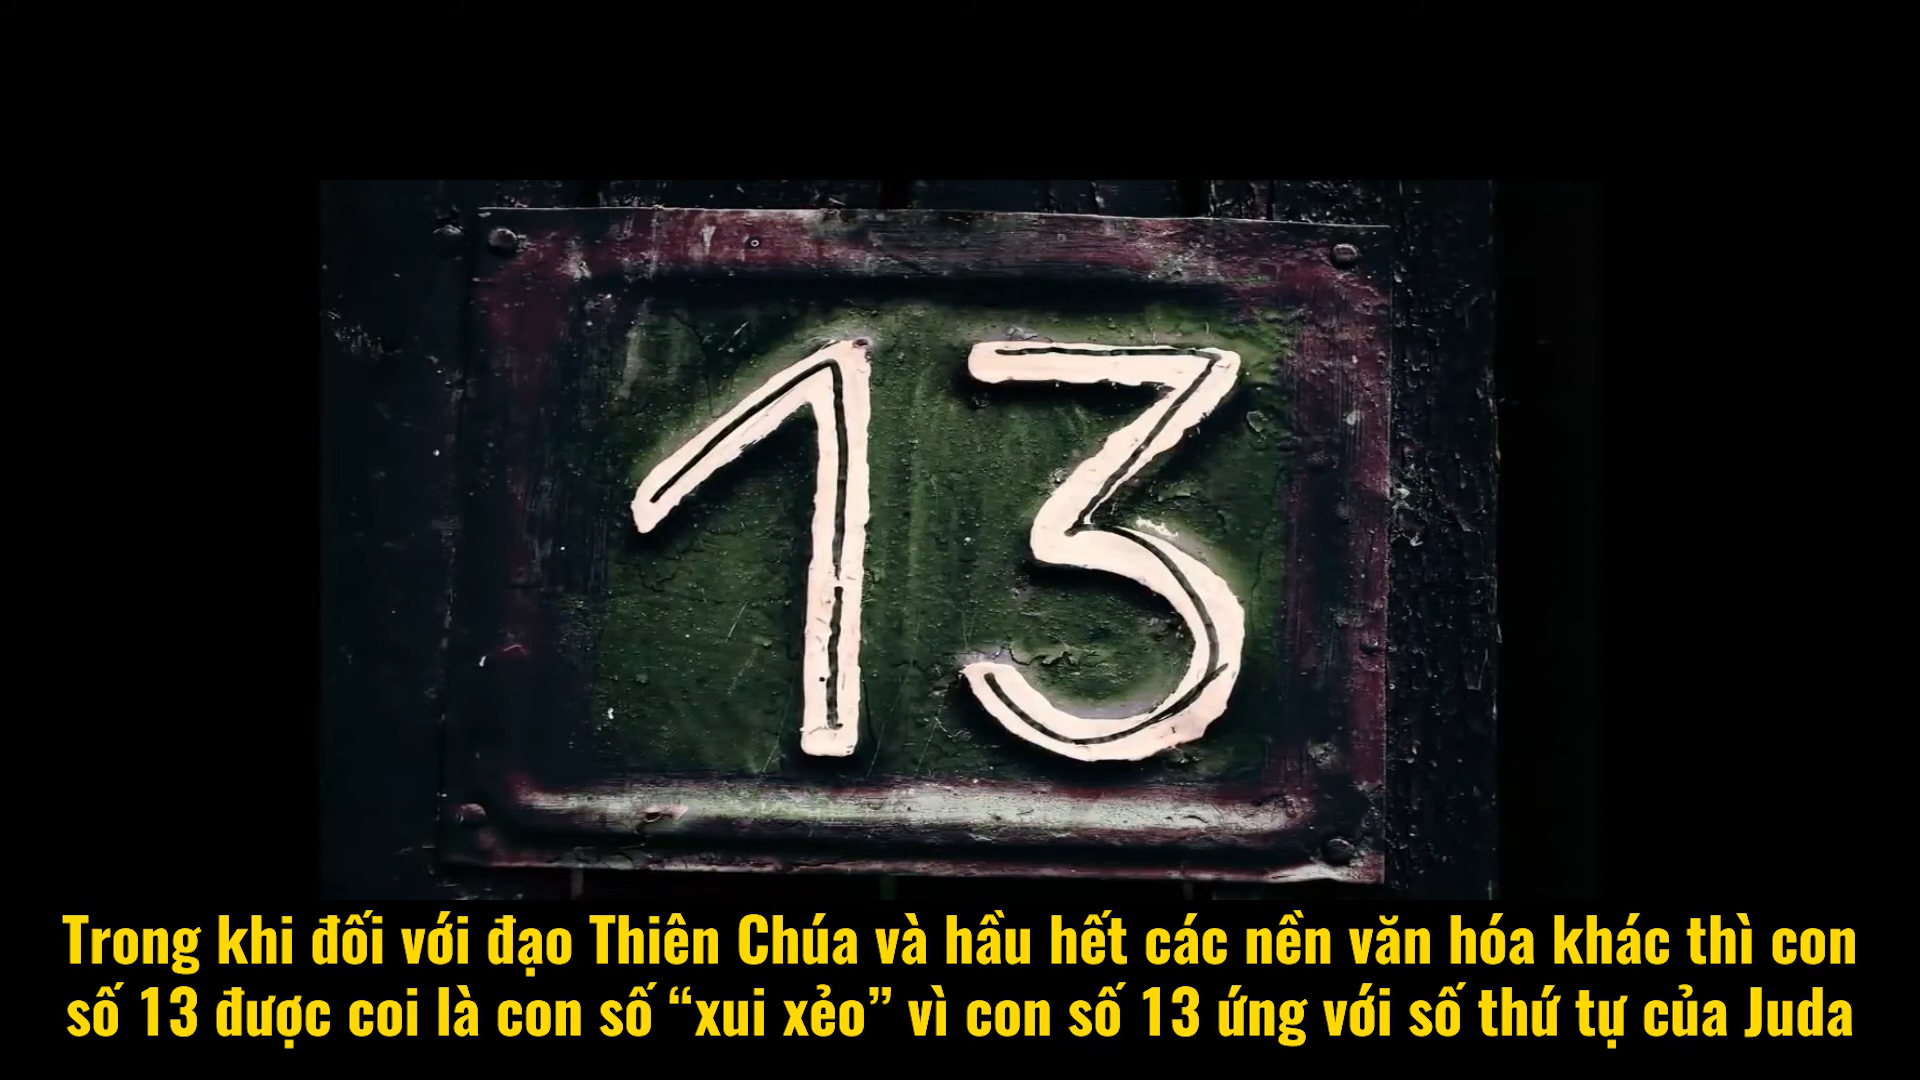 13
Trong khi đối với đạo Thiên Chúa và hầu hết các nền văn hóa khác thì con
số 13 được coi là con số “xui xẻo” vì con số 13 ứng với số thứ tự của Juda